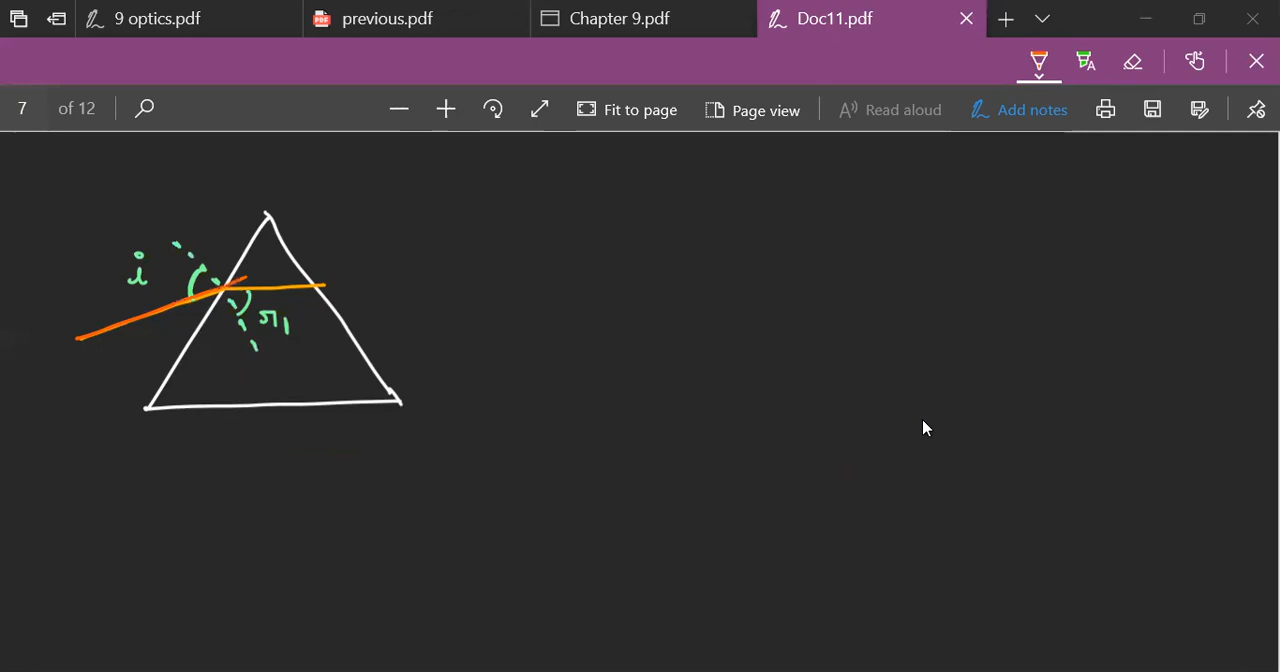 9 optics.pdf
previous.pdf
Chapter 9.pdf
Doc11.pdf
7 of 12
Fit to page
Page view
A Read aloud
Add notes
i
r1